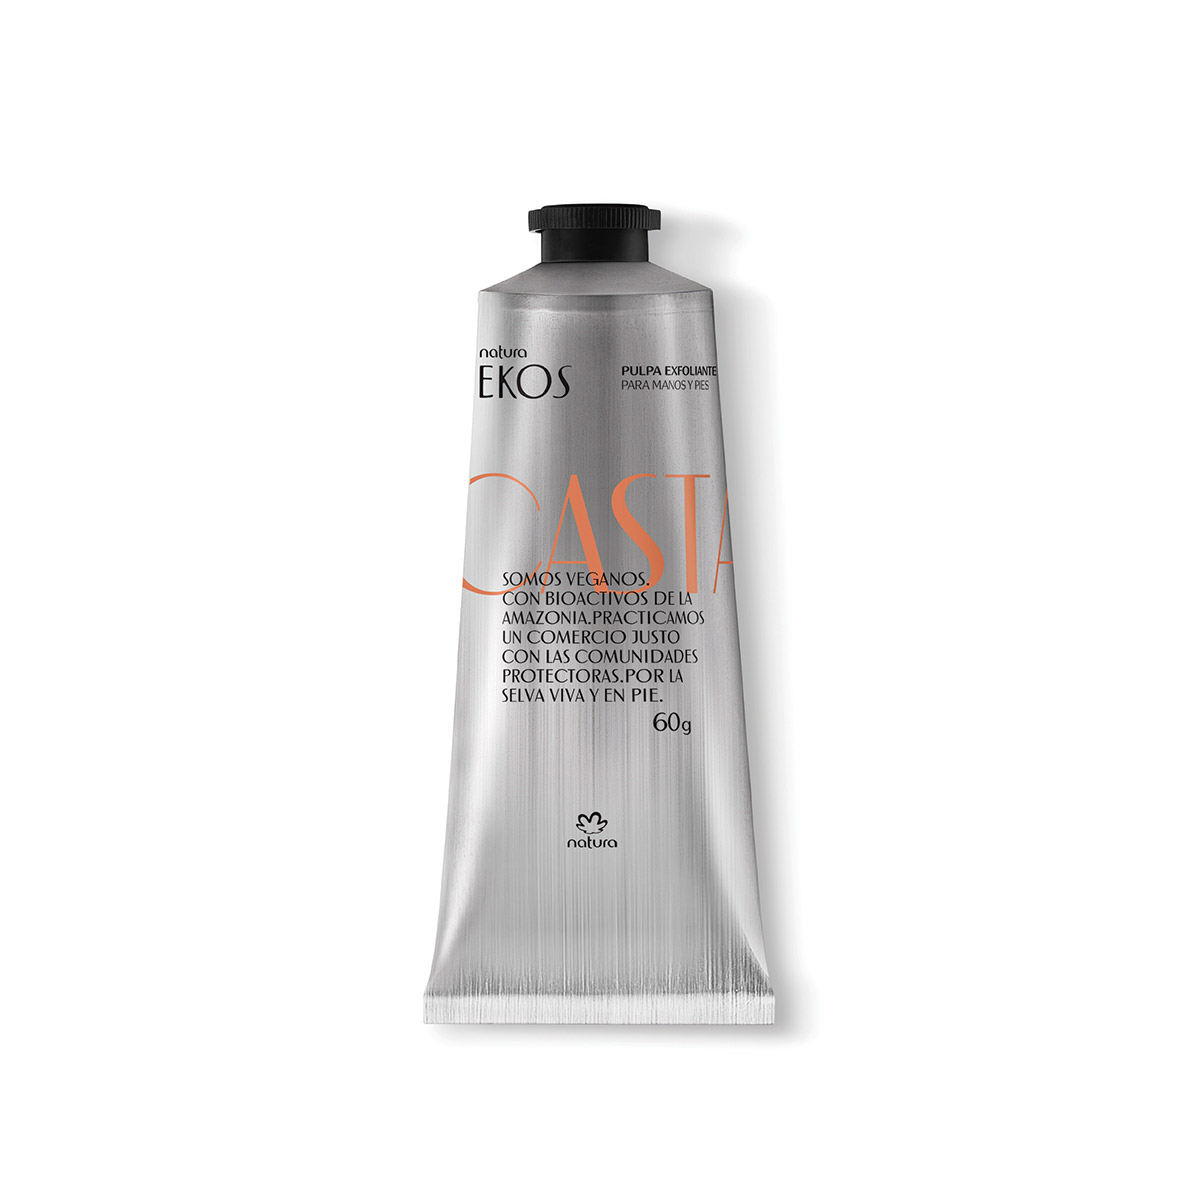 natura
EKOS
PULPA EXFOLIANTE
PARA MANOS Y PIES
CASTA
SOMOS VEGANOS.
CON BIOACTIVOS DE LA
AMAZONIA.PRACTICAMOS
UN COMERCIO JUSTO
CON LAS COMUNIDADES
PROTECTORAS.POR LA
SELVA VIVA Y EN PIE.
60g
natura